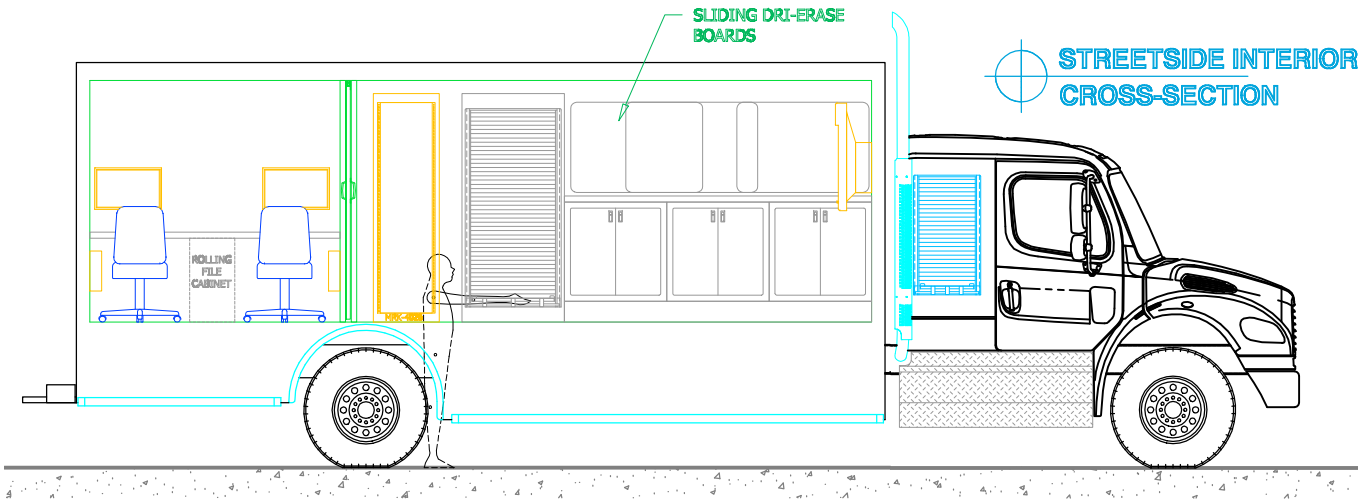 SLIDING DRI-ERASE
BOARDS
STREETSIDE INTERIOR
CROSS-SECTION
ROLLING
FILE
CABINET